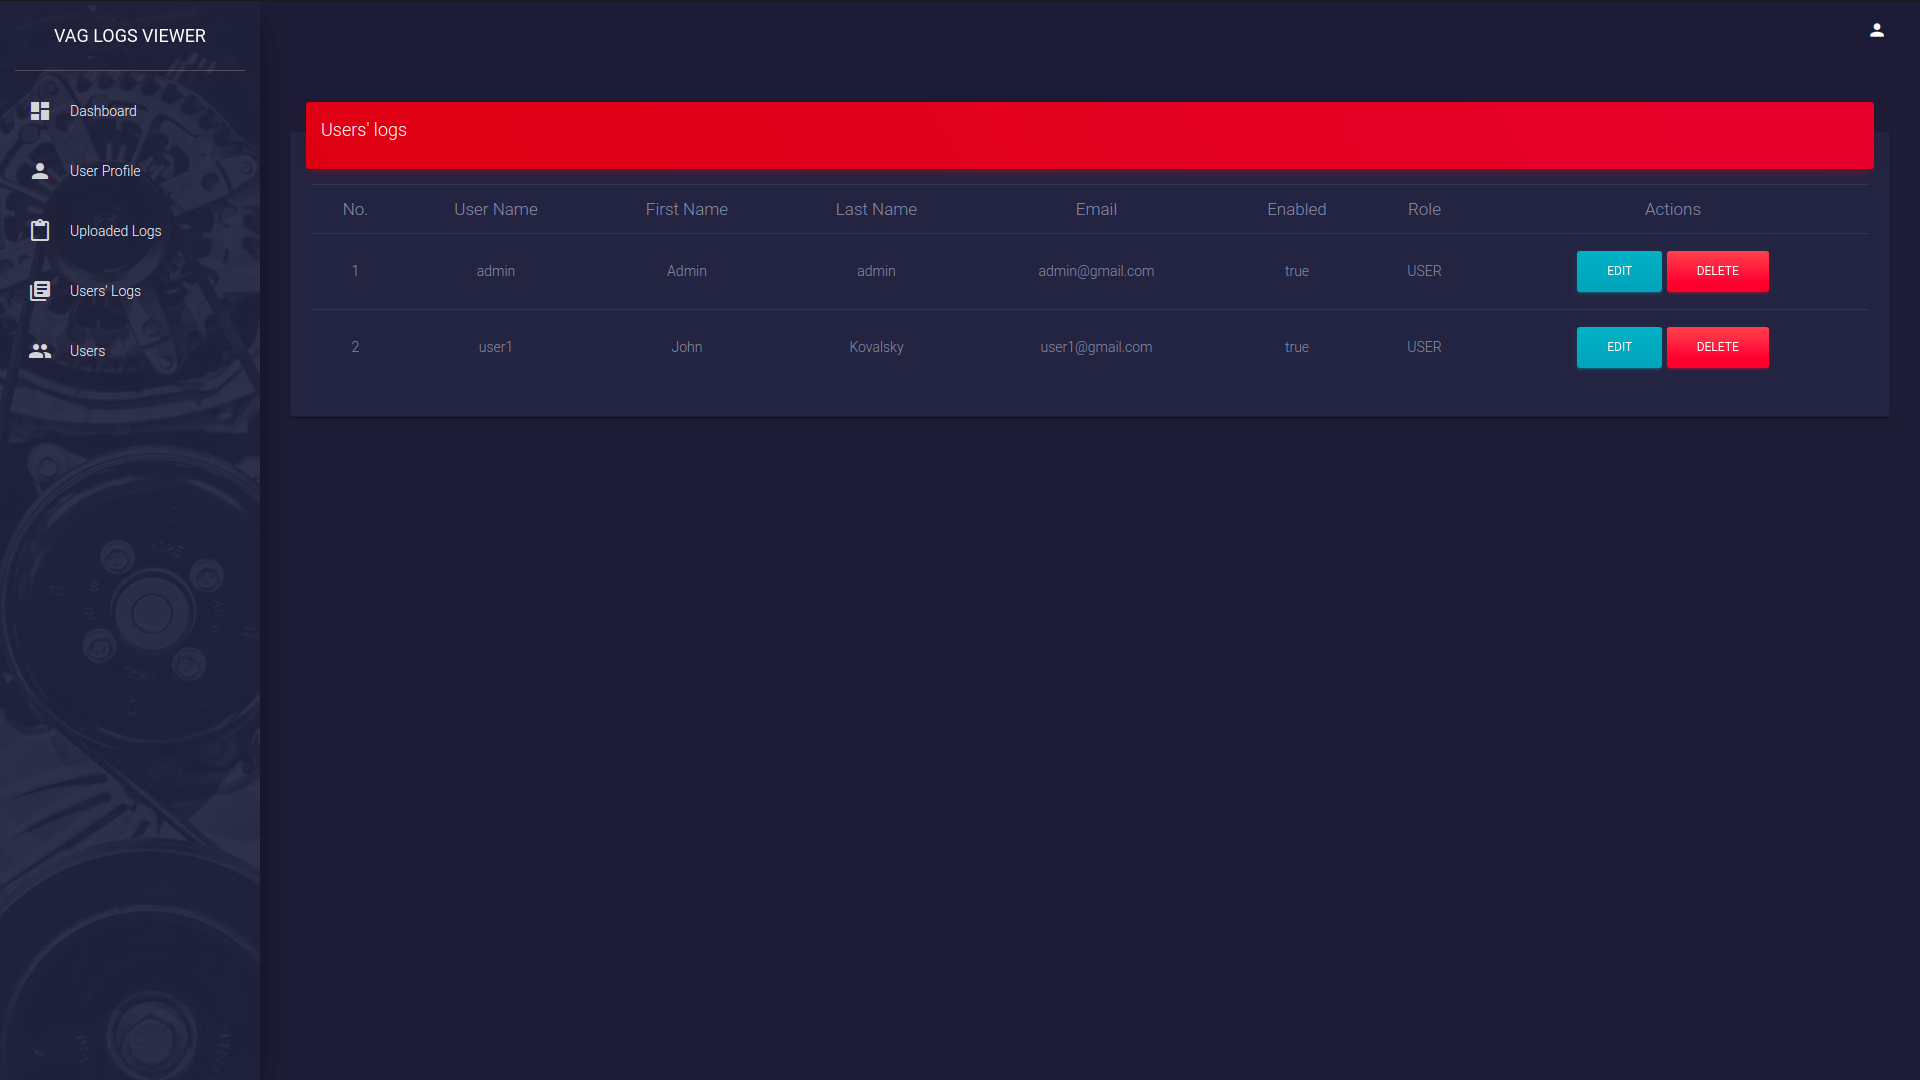 VAG LOGS VIEWER
Dashboard
User Profile
Uploaded Logs
Users' Logs
Users
Users' logs
No. User Name First Name Last Name Email Enabled Role Actions
1 admin Admin admin admin@gmail.com true USER EDIT DELETE
2 user1 John Kovalsky user1@gmail.com true USER EDIT DELETE